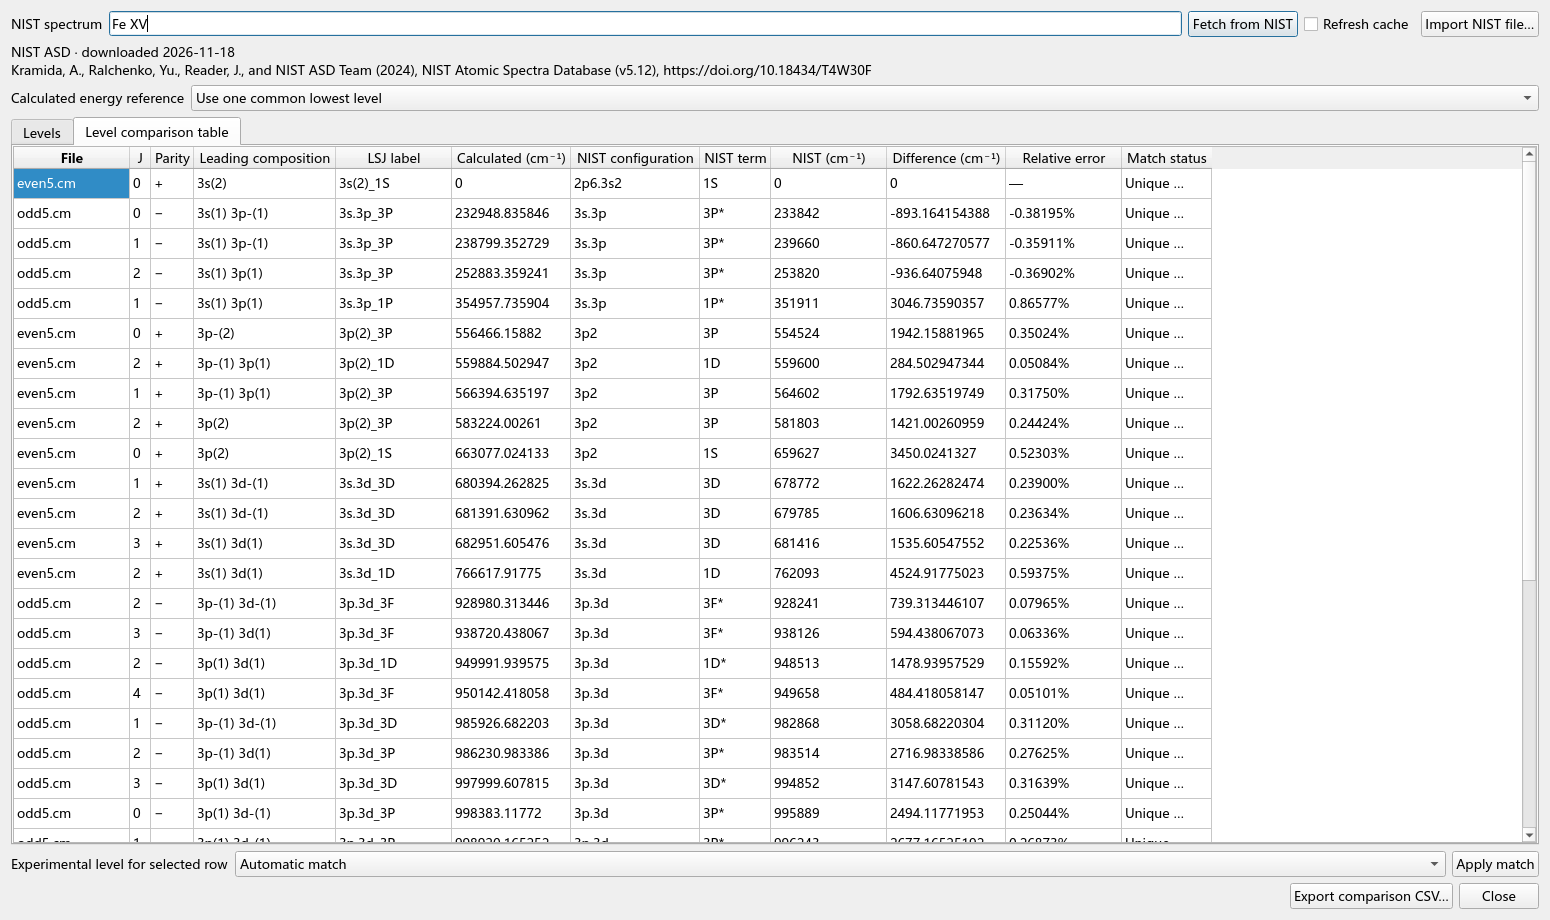 NIST spectrum Fe XV Fetch from NIST Refresh cache Import NIST file...
NIST ASD · downloaded 2026-11-18
Kramida, A., Ralchenko, Yu., Reader, J., and NIST ASD Team (2024), NIST Atomic Spectra Database (v5.12), https://doi.org/10.18434/T4W30F
Calculated energy reference Use one common lowest level
Levels Level comparison table
File J Parity Leading composition LSJ label Calculated (cm⁻¹) NIST configuration NIST term NIST (cm⁻¹) Difference (cm⁻¹) Relative error Match status
even5.cm 0 + 3s(2) 3s(2)_1S 0 2p6.3s2 1S 0 0 — Unique ...
odd5.cm 0 − 3s(1) 3p-(1) 3s.3p_3P 232948.835846 3s.3p 3P* 233842 -893.164154388 -0.38195% Unique ...
odd5.cm 1 − 3s(1) 3p-(1) 3s.3p_3P 238799.352729 3s.3p 3P* 239660 -860.647270577 -0.35911% Unique ...
odd5.cm 2 − 3s(1) 3p(1) 3s.3p_3P 252883.359241 3s.3p 3P* 253820 -936.64075948 -0.36902% Unique ...
odd5.cm 1 − 3s(1) 3p(1) 3s.3p_1P 354957.735904 3s.3p 1P* 351911 3046.73590357 0.86577% Unique ...
even5.cm 0 + 3p-(2) 3p(2)_3P 556466.15882 3p2 3P 554524 1942.15881965 0.35024% Unique ...
even5.cm 2 + 3p-(1) 3p(1) 3p(2)_1D 559884.502947 3p2 1D 559600 284.502947344 0.05084% Unique ...
even5.cm 1 + 3p-(1) 3p(1) 3p(2)_3P 566394.635197 3p2 3P 564602 1792.63519749 0.31750% Unique ...
even5.cm 2 + 3p(2) 3p(2)_3P 583224.00261 3p2 3P 581803 1421.00260959 0.24424% Unique ...
even5.cm 0 + 3p(2) 3p(2)_1S 663077.024133 3p2 1S 659627 3450.0241327 0.52303% Unique ...
even5.cm 1 + 3s(1) 3d-(1) 3s.3d_3D 680394.262825 3s.3d 3D 678772 1622.26282474 0.23900% Unique ...
even5.cm 2 + 3s(1) 3d-(1) 3s.3d_3D 681391.630962 3s.3d 3D 679785 1606.63096218 0.23634% Unique ...
even5.cm 3 + 3s(1) 3d(1) 3s.3d_3D 682951.605476 3s.3d 3D 681416 1535.60547552 0.22536% Unique ...
even5.cm 2 + 3s(1) 3d(1) 3s.3d_1D 766617.91775 3s.3d 1D 762093 4524.91775023 0.59375% Unique ...
odd5.cm 2 − 3p-(1) 3d-(1) 3p.3d_3F 928980.313446 3p.3d 3F* 928241 739.313446107 0.07965% Unique ...
odd5.cm 3 − 3p-(1) 3d(1) 3p.3d_3F 938720.438067 3p.3d 3F* 938126 594.438067073 0.06336% Unique ...
odd5.cm 2 − 3p(1) 3d(1) 3p.3d_1D 949991.939575 3p.3d 1D* 948513 1478.93957529 0.15592% Unique ...
odd5.cm 4 − 3p(1) 3d(1) 3p.3d_3F 950142.418058 3p.3d 3F* 949658 484.418058147 0.05101% Unique ...
odd5.cm 1 − 3p-(1) 3d-(1) 3p.3d_3D 985926.682203 3p.3d 3D* 982868 3058.68220304 0.31120% Unique ...
odd5.cm 2 − 3p-(1) 3d(1) 3p.3d_3P 986230.983386 3p.3d 3P* 983514 2716.98338586 0.27625% Unique ...
odd5.cm 3 − 3p(1) 3d(1) 3p.3d_3D 997999.607815 3p.3d 3D* 994852 3147.60781543 0.31639% Unique ...
odd5.cm 0 − 3p(1) 3d-(1) 3p.3d_3P 998383.11772 3p.3d 3P* 995889 2494.11771953 0.25044% Unique ...
Experimental level for selected row Automatic match Apply match
Export comparison CSV... Close